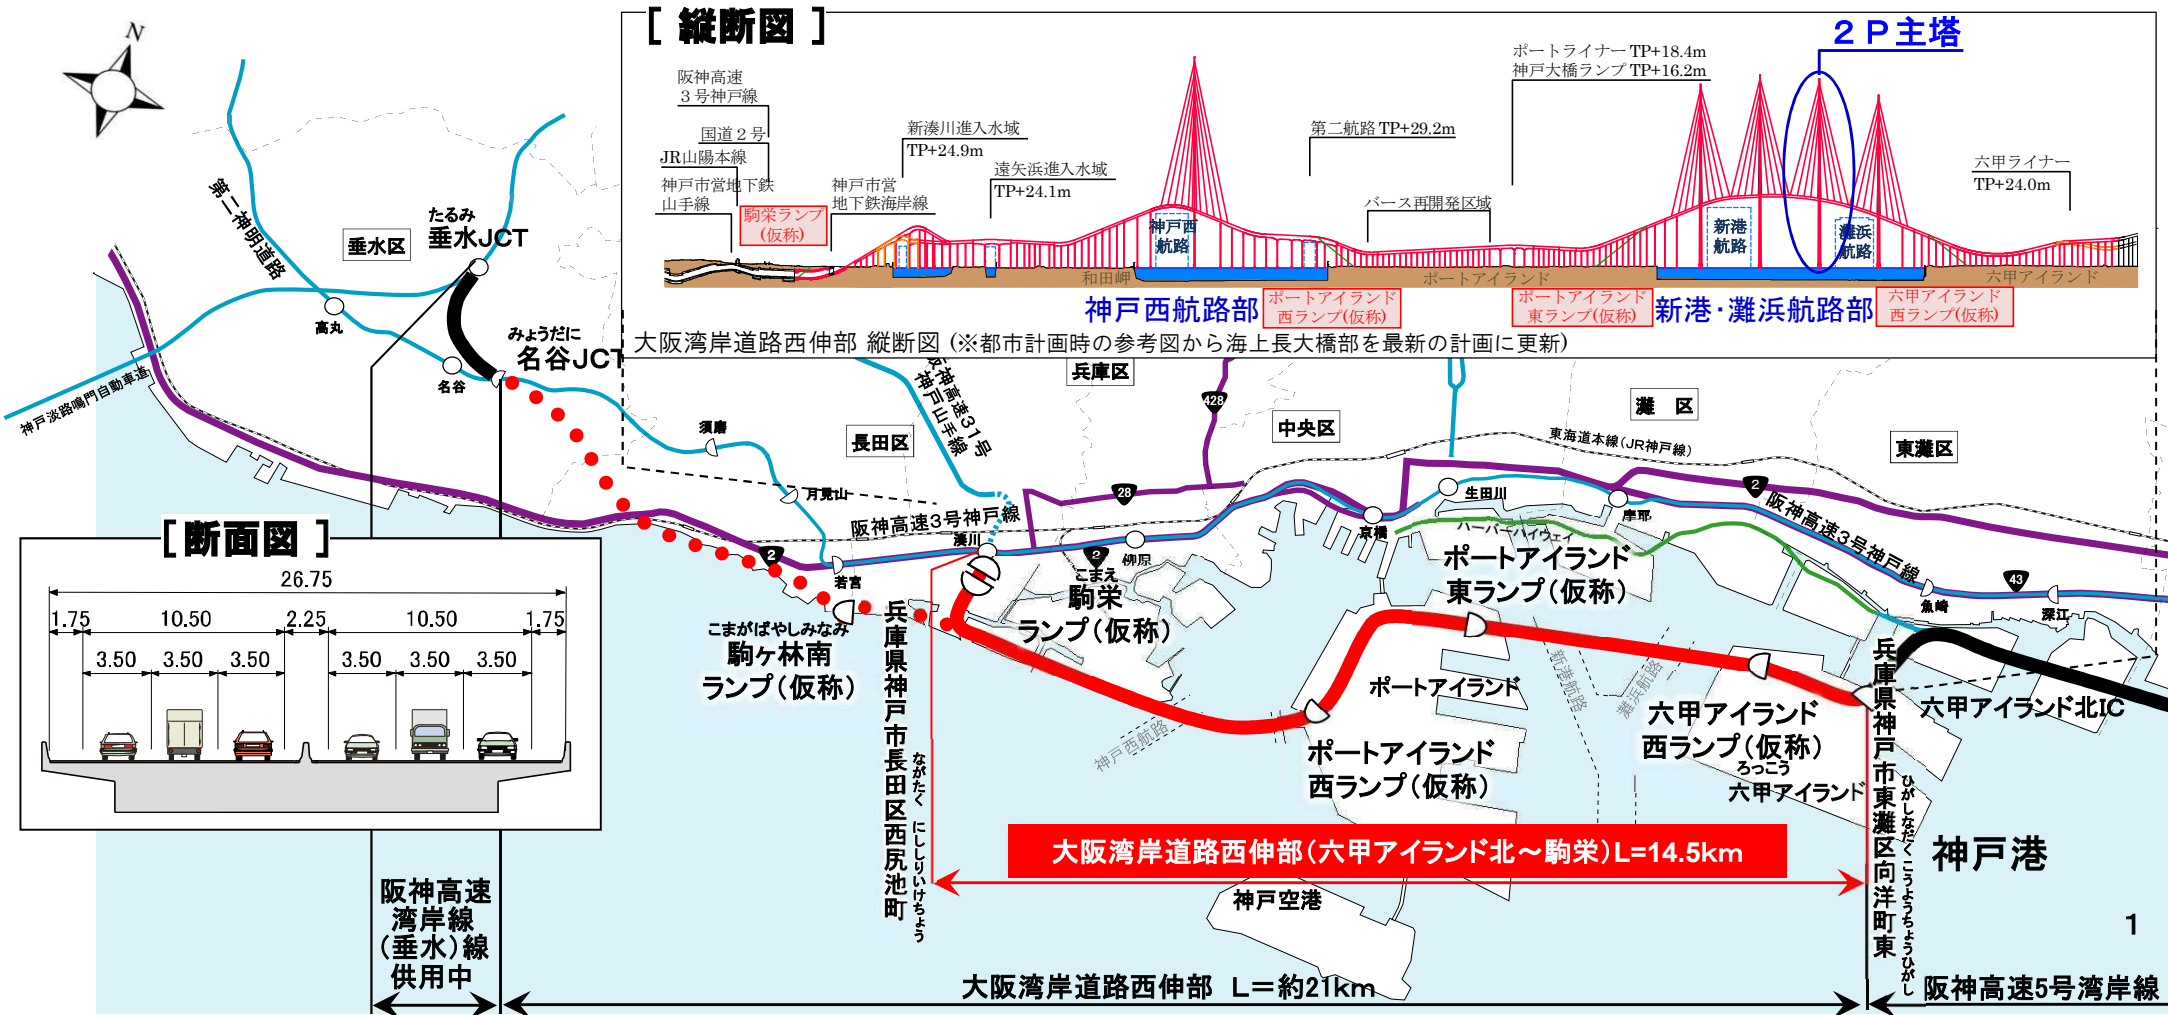 N
［ 縦断図 ］
２Ｐ主塔
阪神高速
３号神戸線
国道２号
JR山陽本線
神戸市営地下鉄
山手線
駒栄ランプ
(仮称)
神戸市営
地下鉄海岸線
新湊川進入水域
TP+24.9m
遠矢浜進入水域
TP+24.1m
第二航路 TP+29.2m
バース再開発区域
ポートライナー TP+18.4m
神戸大橋ランプ TP+16.2m
六甲ライナー
TP+24.0m
神戸西
航路
新港
航路
灘浜
航路
和田岬
ポートアイランド
六甲アイランド
神戸西航路部
ポートアイランド
西ランプ(仮称)
ポートアイランド
東ランプ(仮称)
新港･灘浜航路部
六甲アイランド
西ランプ(仮称)
大阪湾岸道路西伸部 縦断図 (※都市計画時の参考図から海上長大橋部を最新の計画に更新)
第二神明道路
垂水区
たるみ
垂水JCT
高丸
みょうだに
名谷JCT
名谷
神戸淡路鳴門自動車道
須磨
月見山
長田区
阪神高速31号
神戸山手線
兵庫区
428
中央区
灘　区
東灘区
東海道本線(JR神戸線)
28
2
阪神高速3号神戸線
湊川
2
柳原
京橋
生田川
摩耶
ハーバーハイウェイ
2
阪神高速3号神戸線
43
魚崎
深江
若宮
こまえ
駒栄
ランプ(仮称)
こまがばやしみなみ
駒ヶ林南
ランプ(仮称)
ポートアイランド
東ランプ(仮称)
ポートアイランド
ポートアイランド
西ランプ(仮称)
神戸西航路
新港航路
灘浜航路
六甲アイランド
西ランプ(仮称)
ろっこう
六甲アイランド
六甲アイランド北IC
兵庫県神戸市長田区西尻池町
ながたく にししりいけちょう
兵庫県神戸市東灘区向洋町東
ひがしなだくこうようちょうひがし
神戸港
神戸空港
大阪湾岸道路西伸部(六甲アイランド北～駒栄)L=14.5km
［断面図 ］
26.75
1.75 10.50 2.25 10.50 1.75
3.50 3.50 3.50 3.50 3.50 3.50
阪神高速
湾岸線
(垂水)線
供用中
大阪湾岸道路西伸部　L＝約21km
阪神高速5号湾岸線
1